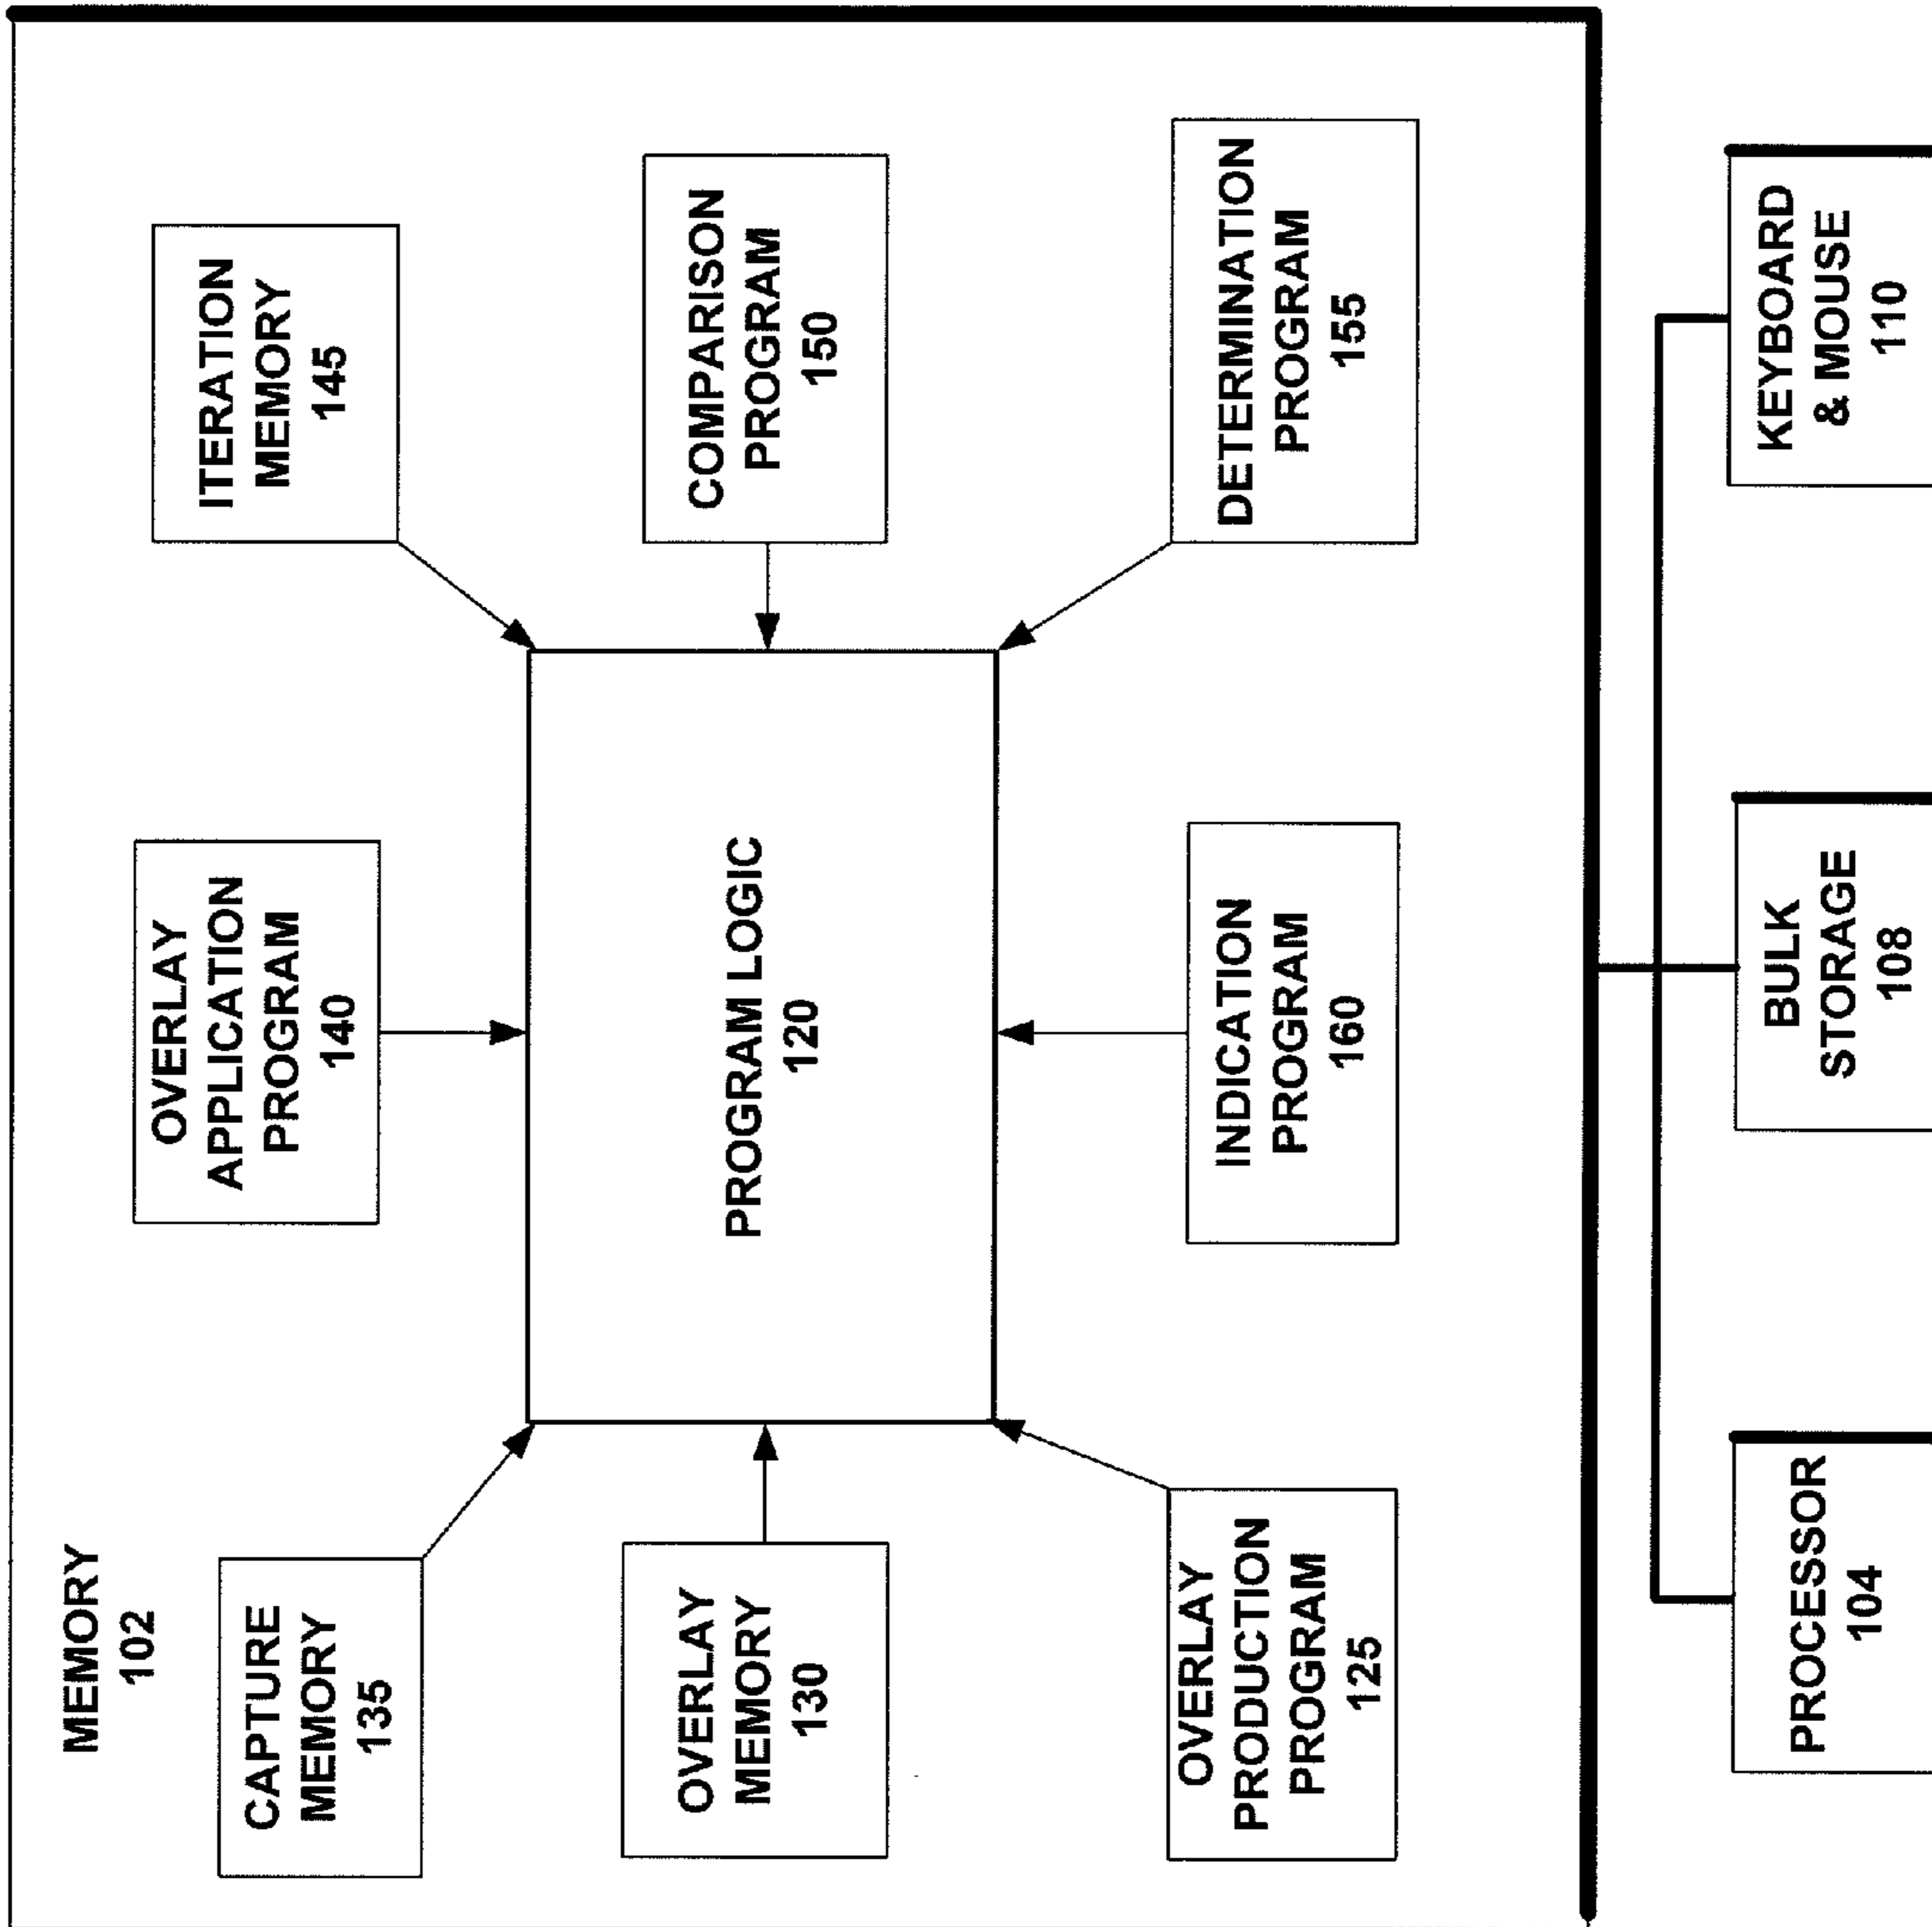 MEMORY
102
CAPTURE
MEMORY
135
OVERLAY
APPLICATION
PROGRAM
140
ITERATION
MEMORY
145
OVERLAY
MEMORY
130
PROGRAM LOGIC
120
COMPARISON
PROGRAM
150
OVERLAY
PRODUCTION
PROGRAM
125
INDICATION
PROGRAM
160
DETERMINATION
PROGRAM
155
PROCESSOR
104
BULK
STORAGE
108
KEYBOARD
& MOUSE
110